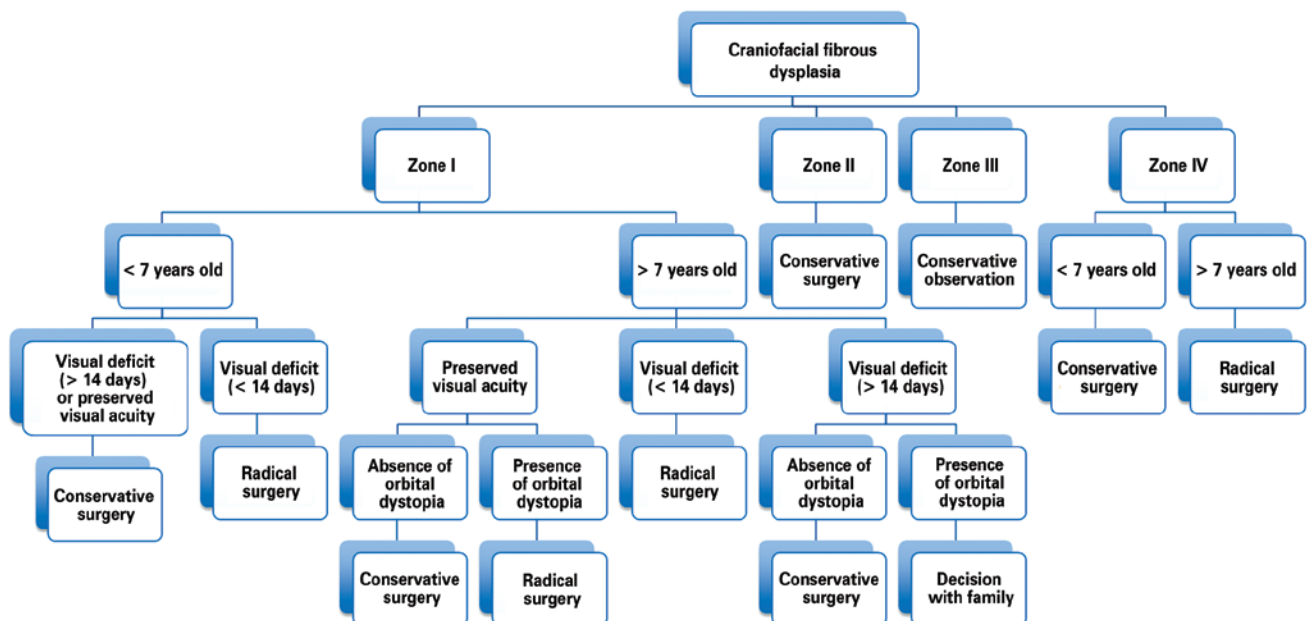 Craniofacial fibrous
dysplasia
Zone I
Zone II
Zone III
Zone IV
< 7 years old
> 7 years old
Conservative
surgery
Conservative
observation
< 7 years old
> 7 years old
Visual deficit
(> 14 days)
or preserved
visual acuity
Visual deficit
(< 14 days)
Preserved
visual acuity
Visual deficit
(< 14 days)
Visual deficit
(> 14 days)
Conservative
surgery
Radical
surgery
Conservative
surgery
Radical
surgery
Absence of
orbital
dystopia
Presence
of orbital
dystopia
Radical
surgery
Absence of
orbital
dystopia
Presence
of orbital
dystopia
Conservative
surgery
Radical
surgery
Conservative
surgery
Decision
with family